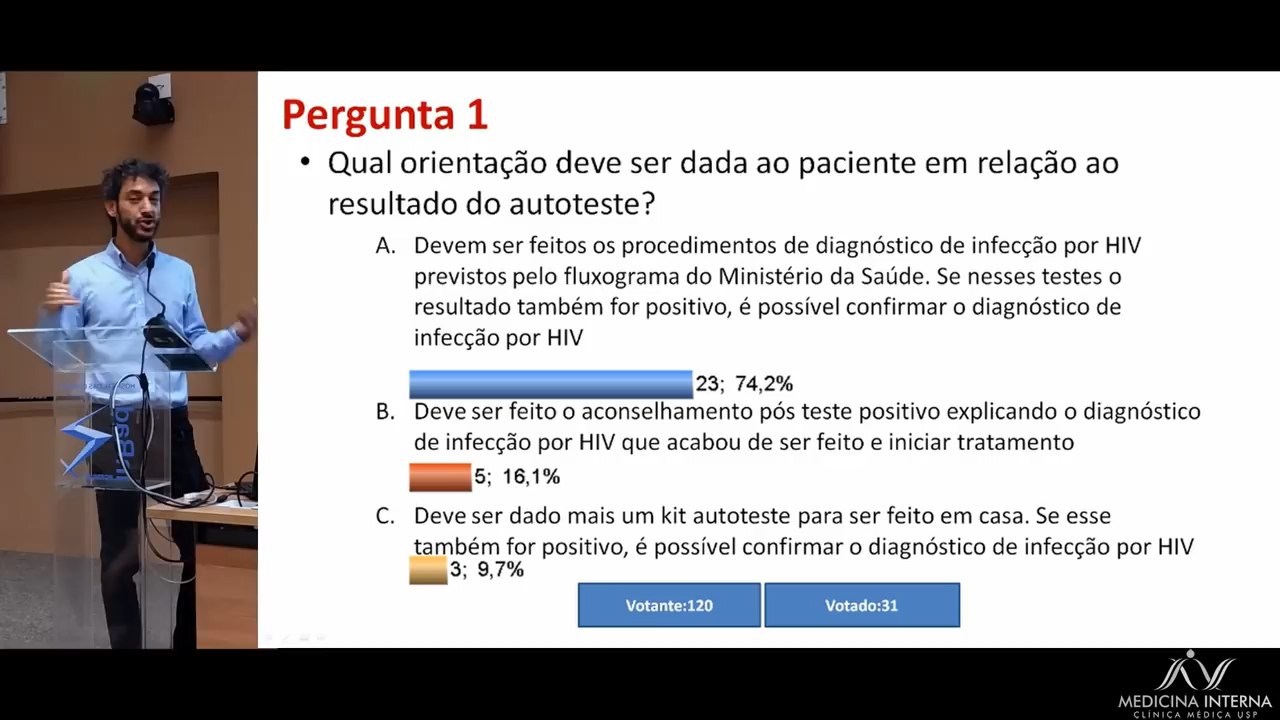 Pergunta 1
• Qual orientação deve ser dada ao paciente em relação ao
resultado do autoteste?
A. Devem ser feitos os procedimentos de diagnóstico de infecção por HIV
previstos pelo fluxograma do Ministério da Saúde. Se nesses testes o
resultado também for positivo, é possível confirmar o diagnóstico de
infecção por HIV
23; 74,2%
B. Deve ser feito o aconselhamento pós teste positivo explicando o diagnóstico
de infecção por HIV que acabou de ser feito e iniciar tratamento
5; 16,1%
C. Deve ser dado mais um kit autoteste para ser feito em casa. Se esse
também for positivo, é possível confirmar o diagnóstico de infecção por HIV
3; 9,7%
Votante:120
Votado:31
MEDICINA INTERNA
CLÍNICA MÉDICA USP